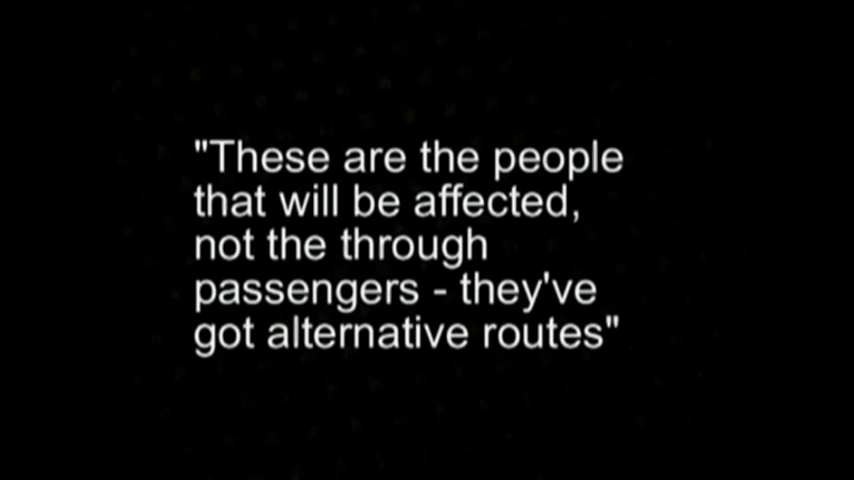 "These are the people
that will be affected,
not the through
passengers - they've
got alternative routes"